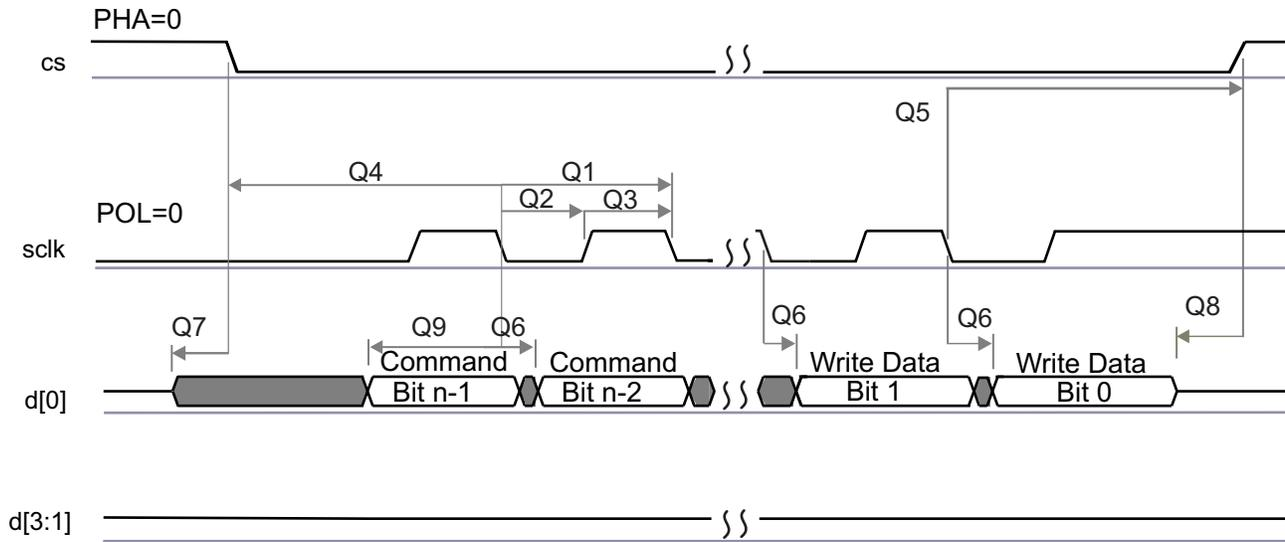 PHA=0
cs
Q5
Q4 Q1
Q2 Q3
POL=0
sclk
Q7 Q9 Q6 Q6 Q6 Q8
Command Command Write Data Write Data
d[0] Bit n-1 Bit n-2 Bit 1 Bit 0
d[3:1]